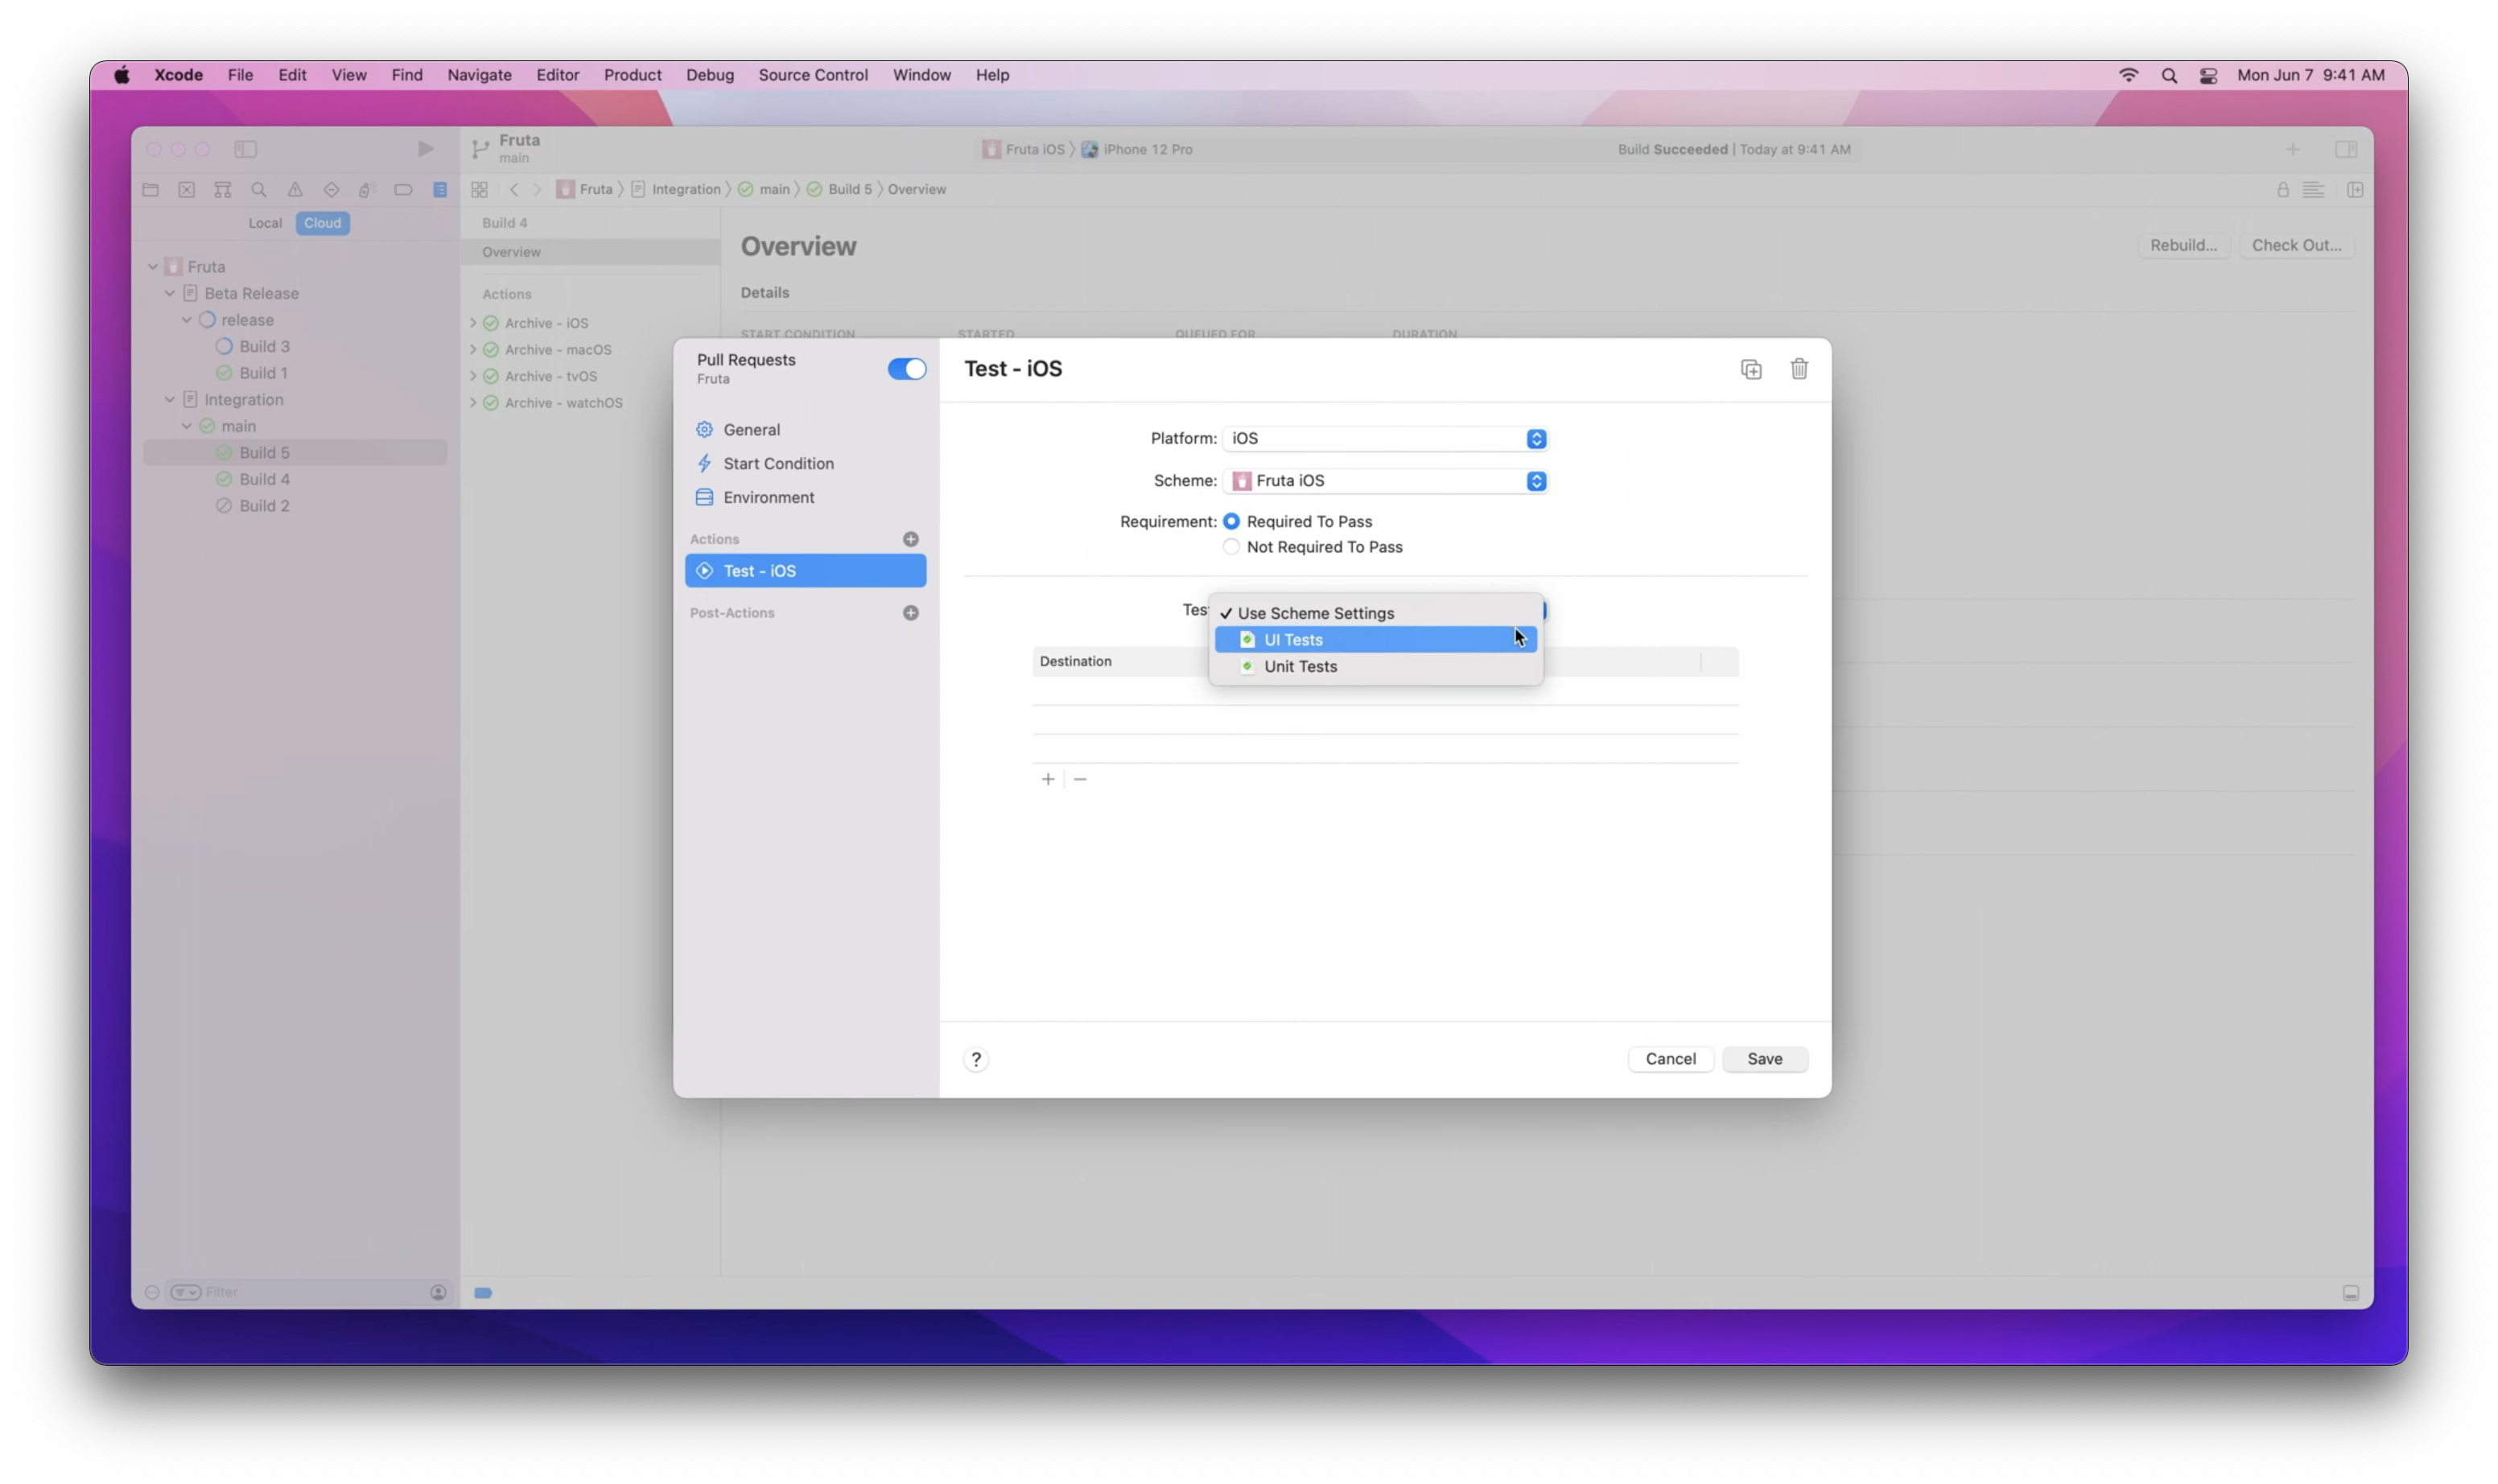 Xcode File Edit View Find Navigate Editor Product Debug Source Control Window Help
Mon Jun 7 9:41 AM
Fruta
main
Fruta iOS 〉 iPhone 12 Pro
Build Succeeded | Today at 9:41 AM
Fruta 〉 Integration 〉 main 〉 Build 5 〉 Overview
Local Cloud
Fruta
Beta Release
release
Build 3
Build 1
Integration
main
Build 5
Build 4
Build 2
Filter
Build 4
Overview
Actions
Archive - iOS
Archive - macOS
Archive - tvOS
Archive - watchOS
Overview
Rebuild... Check Out...
Details
START CONDITION STARTED QUEUED FOR DURATION
Pull Requests
Fruta
General
Start Condition
Environment
Actions
Test - iOS
Post-Actions
Test - iOS
Platform: iOS
Scheme: Fruta iOS
Requirement: Required To Pass
Not Required To Pass
Tes
✓ Use Scheme Settings
UI Tests
Unit Tests
Destination
+ −
?
Cancel Save